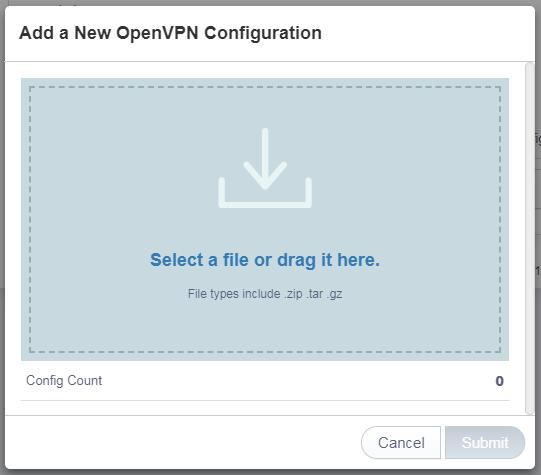 Add a New OpenVPN Configuration
Select a file or drag it here.
File types include .zip .tar .gz
Config Count 0
Cancel Submit